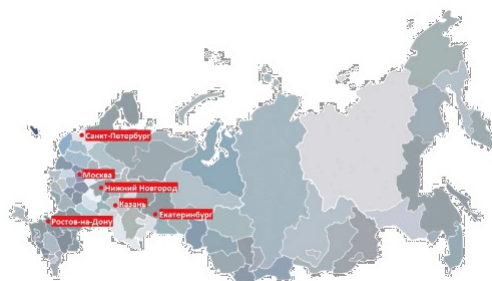 Санкт-Петербург
Москва
Нижний Новгород
Казань
Екатеринбург
Ростов-на-Дону